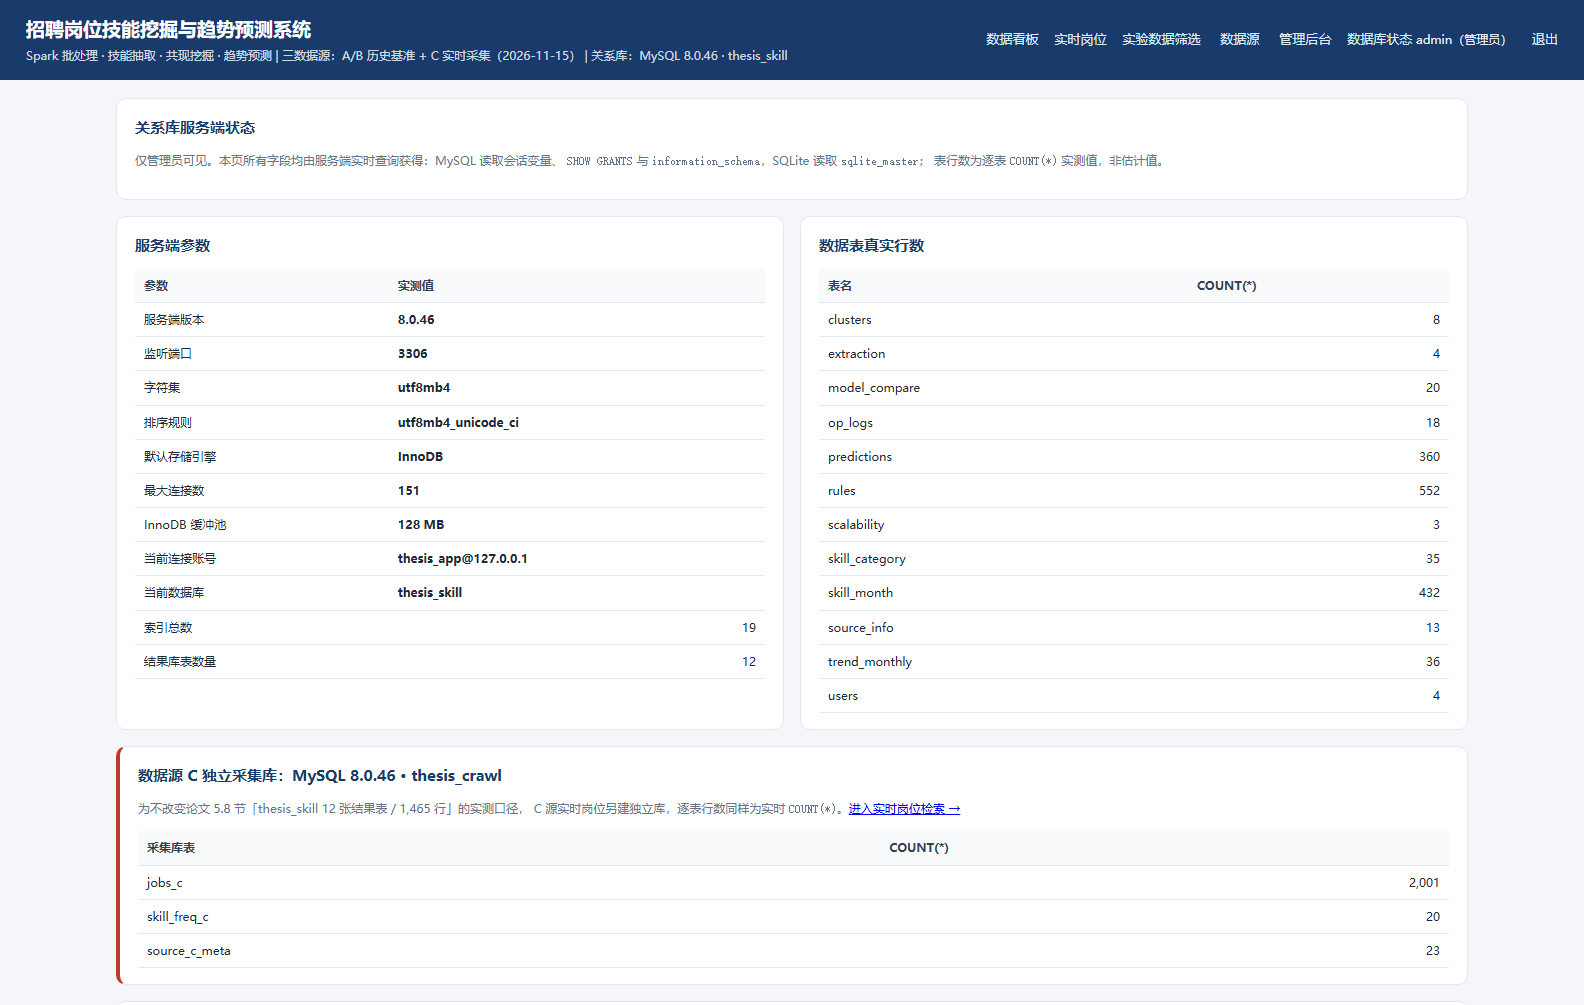 招聘岗位技能挖掘与趋势预测系统
Spark 批处理 · 技能抽取 · 共现挖掘 · 趋势预测 | 三数据源：A/B 历史基准 + C 实时采集（2026-11-15） | 关系库：MySQL 8.0.46 · thesis_skill
数据看板 实时岗位 实验数据筛选 数据源 管理后台 数据库状态 admin（管理员） 退出
关系库服务端状态
仅管理员可见。本页所有字段均由服务端实时查询获得：MySQL 读取会话变量、 SHOW GRANTS 与 information_schema，SQLite 读取 sqlite_master； 表行数为逐表 COUNT(*) 实测值，非估计值。
服务端参数
参数 实测值
服务端版本 8.0.46
监听端口 3306
字符集 utf8mb4
排序规则 utf8mb4_unicode_ci
默认存储引擎 InnoDB
最大连接数 151
InnoDB 缓冲池 128 MB
当前连接账号 thesis_app@127.0.0.1
当前数据库 thesis_skill
索引总数 19
结果库表数量 12
数据表真实行数
表名 COUNT(*)
clusters 8
extraction 4
model_compare 20
op_logs 18
predictions 360
rules 552
scalability 3
skill_category 35
skill_month 432
source_info 13
trend_monthly 36
users 4
数据源 C 独立采集库：MySQL 8.0.46 · thesis_crawl
为不改变论文 5.8 节「thesis_skill 12 张结果表 / 1,465 行」的实测口径， C 源实时岗位另建独立库，逐表行数同样为实时 COUNT(*)。进入实时岗位检索 →
采集库表 COUNT(*)
jobs_c 2,001
skill_freq_c 20
source_c_meta 23